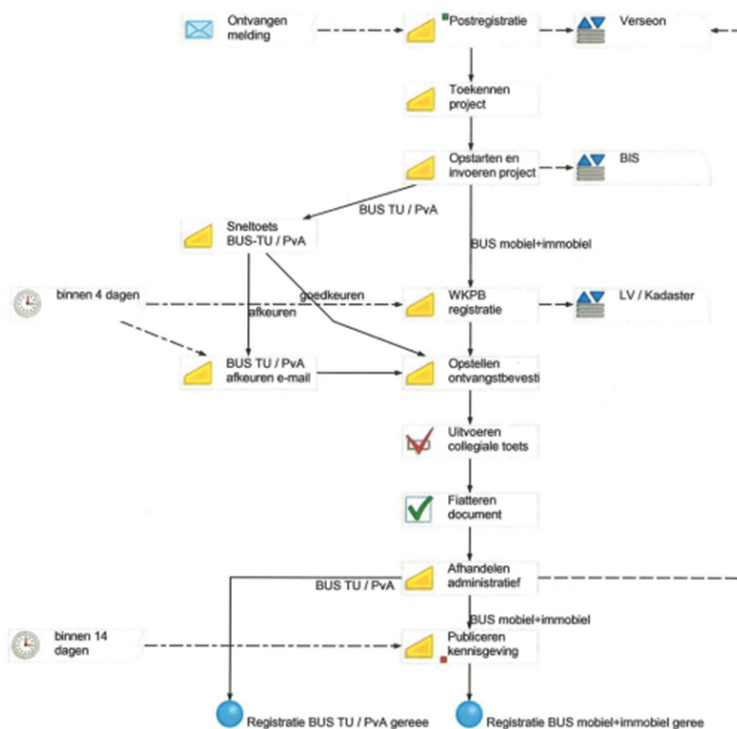 Ontvangen
melding
Postregistratie
Verseon
Toekennen
project
Opstarten en
invoeren project
BIS
BUS TU / PvA
Sneltoets
BUS-TU / PvA
BUS mobiel+immobiel
binnen 4 dagen
goedkeuren
afkeuren
WKPB
registratie
LV / Kadaster
BUS TU / PvA
afkeuren e-mail
Opstellen
ontvangstbevesti
Uitvoeren
collegiale toets
Fiatteren
document
Afhandelen
administratief
BUS TU / PvA
BUS mobiel+immobiel
binnen 14
dagen
Publiceren
kennisgeving
Registratie BUS TU / PvA gereee
Registratie BUS mobiel+immobiel geree